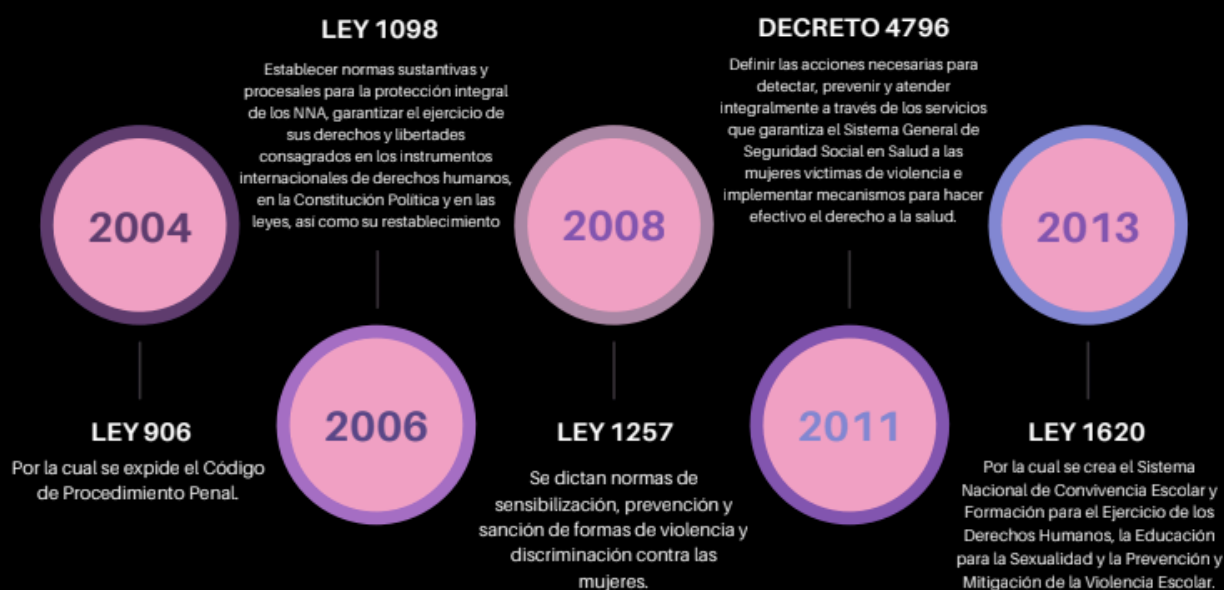 2004
LEY 906
Por la cual se expide el Código
de Procedimiento Penal.
LEY 1098
Establecer normas sustantivas y
procesales para la protección integral
de los NNA, garantizar el ejercicio de
sus derechos y libertades
consagrados en los instrumentos
internacionales de derechos humanos,
en la Constitución Política y en las
leyes, así como su restablecimiento
2006
2008
LEY 1257
Se dictan normas de
sensibilización, prevención y
sanción de formas de violencia y
discriminación contra las
mujeres.
DECRETO 4796
Definir las acciones necesarias para
detectar, prevenir y atender
integralmente a través de los servicios
que garantiza el Sistema General de
Seguridad Social en Salud a las
mujeres víctimas de violencia e
implementar mecanismos para hacer
efectivo el derecho a la salud.
2011
2013
LEY 1620
Por la cual se crea el Sistema
Nacional de Convivencia Escolar y
Formación para el Ejercicio de los
Derechos Humanos, la Educación
para la Sexualidad y la Prevención y
Mitigación de la Violencia Escolar.